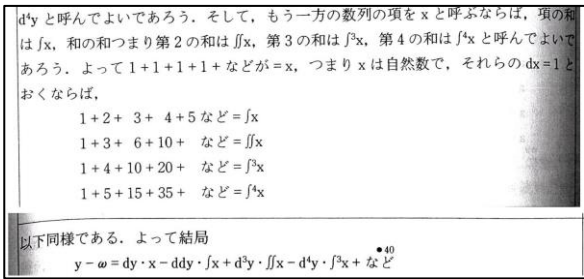 d⁴y と呼んでよいであろう．そして，もう一方の数列の項を x と呼ぶならば，項の和
は∫x，和の和つまり第2の和は∬x，第3の和は∫³x，第4の和は∫⁴x と呼んでよいで
あろう．よって 1+1+1+1+ などが = x，つまり x は自然数で，それらの dx =1 と
おくならば，
1+2+ 3+ 4+5 など = ∫x
1+3+ 6+10+ など = ∬x
1+4+10+20+ など = ∫³x
1+5+15+35+ など = ∫⁴x
以下同様である．よって結局
●40
y − ω = dy · x − ddy · ∫x + d³y · ∬x − d⁴y · ∫³x + など